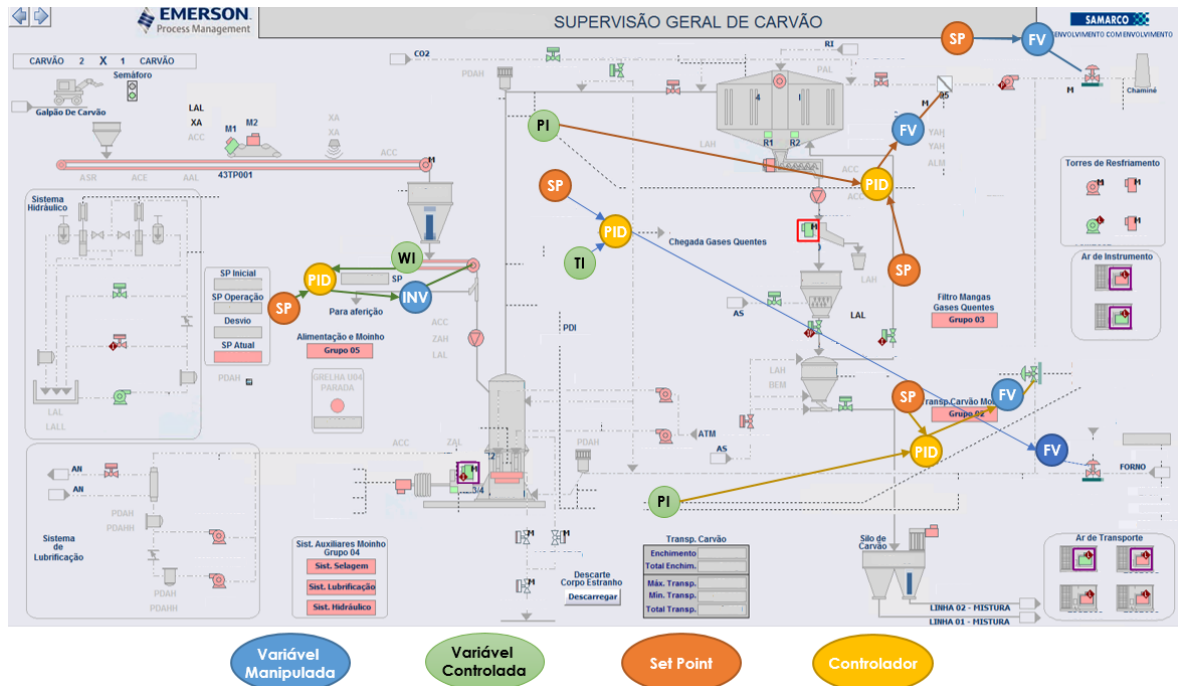 EMERSON
Process Management
SUPERVISÃO GERAL DE CARVÃO
SAMARCO
ENVOLVIMENTO COM ENVOLVIMENTO
SP
FV
CARVÃO 2 X 1 CARVÃO
Semáforo
Galpão De Carvão
LAL
XA
ACC
M1
M2
XA
XA
ACC
M
43TP001
ASR
ACE
AAL
CO2
PDAH
RI
PAL
4
I
R1
R2
LAH
ACC
ACC
M
FV
YAH
YAH
ALM
M
Chaminé
PI
PID
SP
SP
PID
TI
Chegada Gases Quentes
M
LAH
Torres de Resfriamento
M
M
M
Ar de Instrumento
Sistema
Hidráulico
LAL
LALL
PDAH
SP Inicial
SP Operação
Desvio
SP Atual
WI
PID
SP
SP
INV
Para aferição
ACC
ZAH
LAL
Alimentação e Moinho
Grupo 05
GRELHA U04
PARADA
PDI
AS
LAL
Filtro Mangas
Gases Quentes
Grupo 03
LAH
BEM
ATM
AS
SP
Transp.Carvão Mo
Grupo 02
FV
PID
FV
FORNO
PI
ACC
ZAL
M
PDAH
AN
AN
PDAH
PDAHH
Sistema
de
Lubrificação
PDAH
PDAHH
Sist. Auxiliares Moinho
Grupo 04
Sist. Selagem
Sist. Lubrificação
Sist. Hidráulico
M
M
M
Descarte
Corpo Estranho
Descarregar
Transp. Carvão
Enchimento
Total Enchim.
Máx. Transp.
Mín. Transp.
Total Transp.
Silo de
Carvão
LINHA 02 - MISTURA
LINHA 01 - MISTURA
Ar de Transporte
Variável
Manipulada
Variável
Controlada
Set Point
Controlador